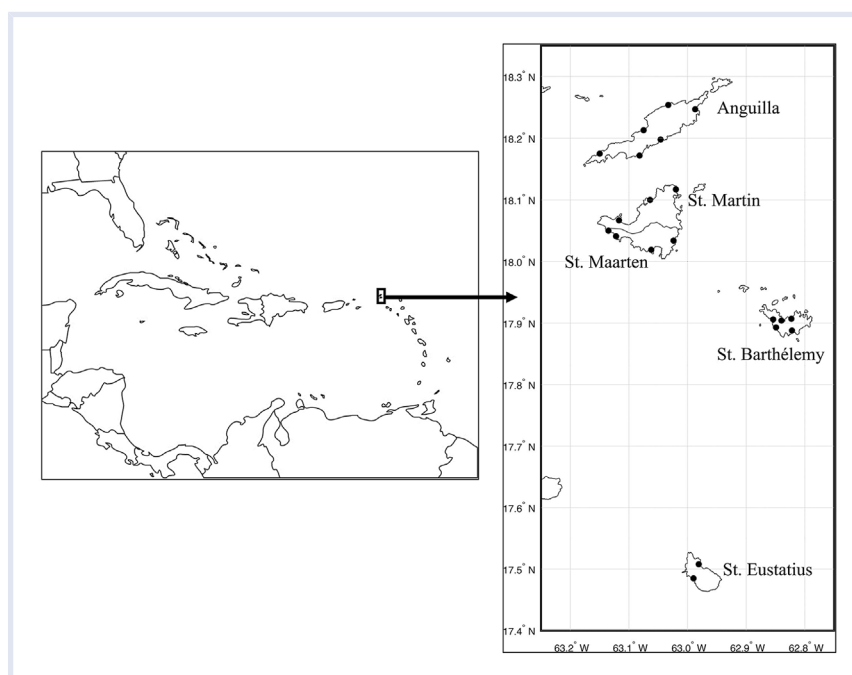 18.3° N
Anguilla
18.2° N
18.1° N
St. Martin
18.0° N
St. Maarten
17.9° N
St. Barthélemy
17.8° N
17.7° N
17.6° N
17.5° N
St. Eustatius
17.4° N
63.2° W 63.1° W 63.0° W 62.9° W 62.8° W